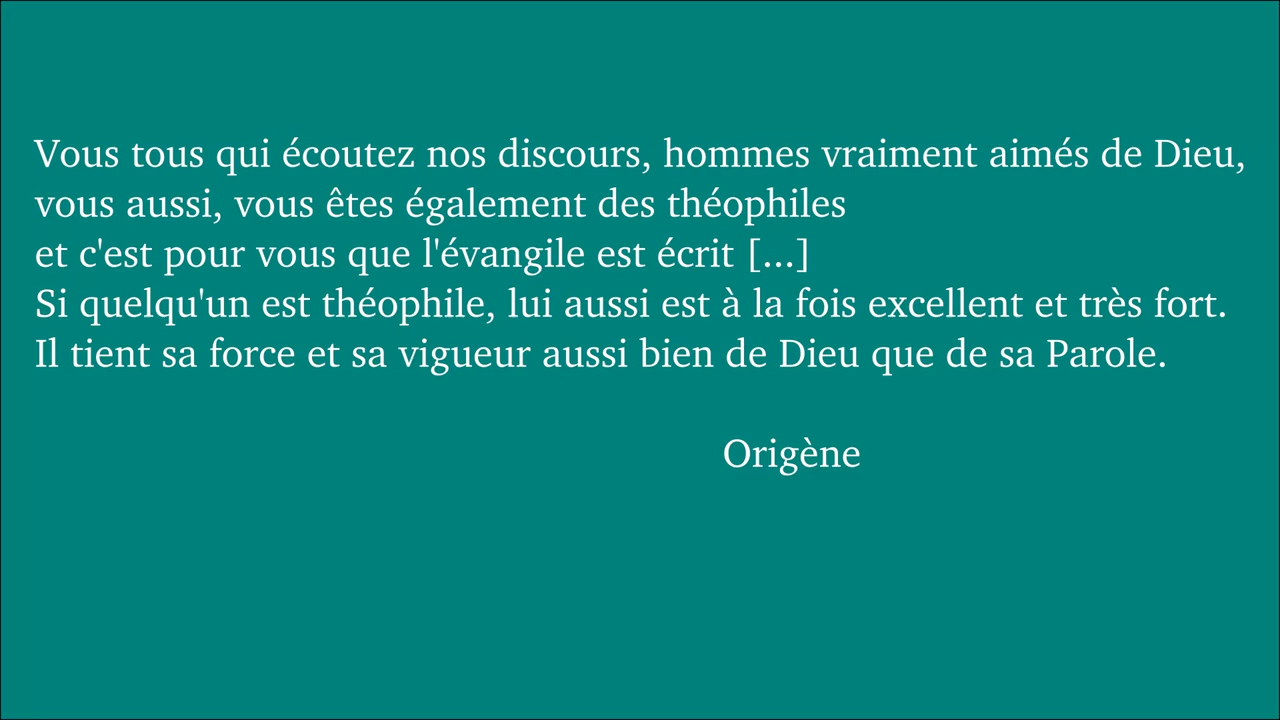 Vous tous qui écoutez nos discours, hommes vraiment aimés de Dieu,
vous aussi, vous êtes également des théophiles
et c'est pour vous que l'évangile est écrit [...]
Si quelqu'un est théophile, lui aussi est à la fois excellent et très fort.
Il tient sa force et sa vigueur aussi bien de Dieu que de sa Parole.
Origène